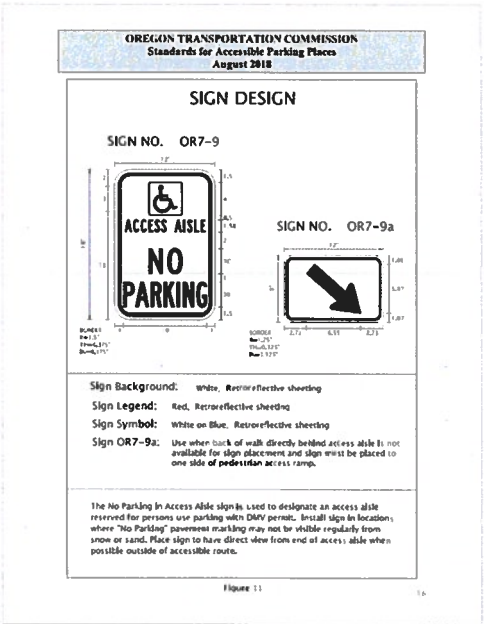 OREGON TRANSPORTATION COMMISSION
Standards for Accessible Parking Places
August 2018
SIGN DESIGN
SIGN NO. OR7-9
12"
ACCESS AISLE
NO
PARKING
SIGN NO. OR7-9a
12"
BORDER
BORDER
Sign Background: White, Retroreflective sheeting
Sign Legend: Red, Retroreflective sheeting
Sign Symbol: White on Blue, Retroreflective sheeting
Sign OR7-9a: Use when back of walk directly behind access aisle is not
available for sign placement and sign must be placed to
one side of pedestrian access ramp.
The No Parking in Access Aisle sign is used to designate an access aisle
reserved for persons use parking with DMV permit. Install sign in locations
where "No Parking" pavement marking may not be visible regularly from
snow or sand. Place sign to have direct view from end of access aisle when
possible outside of accessible route.
Figure 11
16